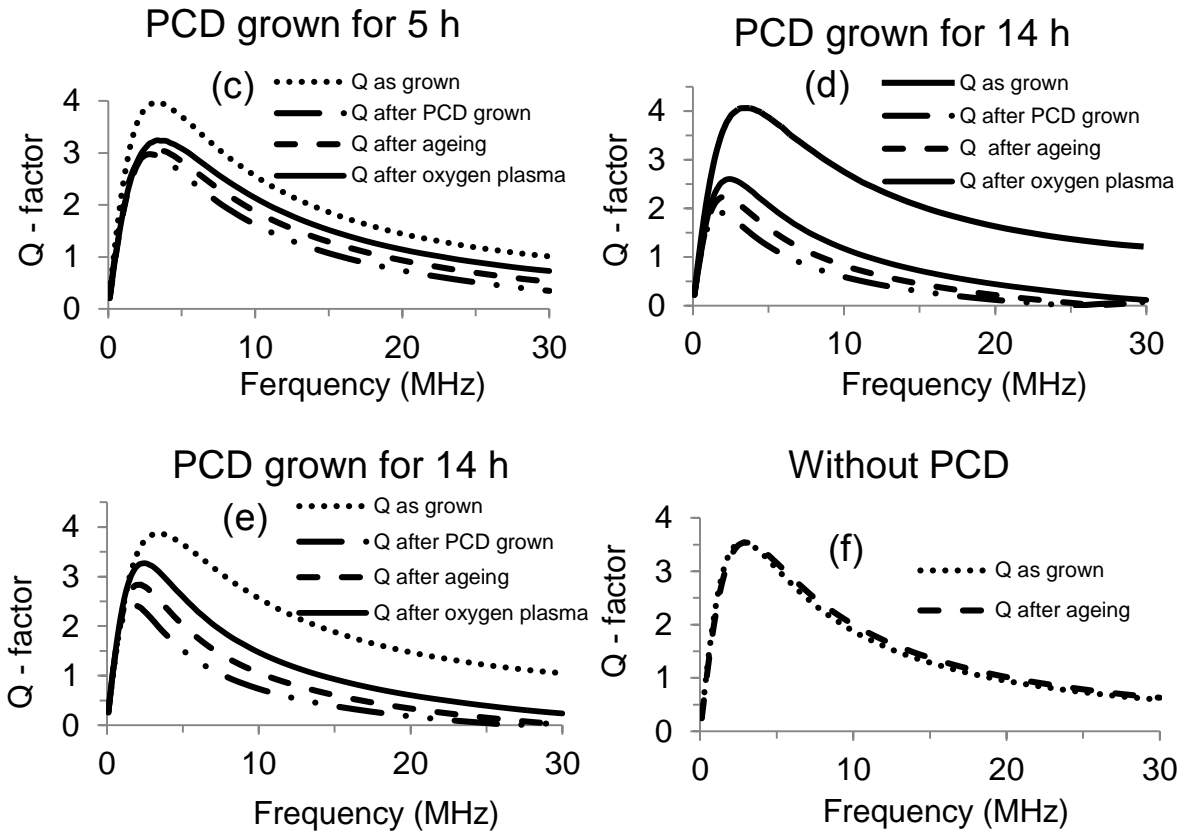 PCD grown for 5 h
(c)
Q as grown
Q after PCD grown
Q after ageing
Q after oxygen plasma
Q - factor
4
3
2
1
0
0 10 20 30
Ferquency (MHz)
PCD grown for 14 h
(d)
Q as grown
Q after PCD grown
Q after ageing
Q after oxygen plasma
Q - factor
4
3
2
1
0
0 10 20 30
Frequency (MHz)
PCD grown for 14 h
(e)
Q as grown
Q after PCD grown
Q after ageing
Q after oxygen plasma
Q - factor
4
3
2
1
0
0 10 20 30
Frequency (MHz)
Without PCD
(f)
Q as grown
Q after ageing
Q - factor
4
3
2
1
0
0 10 20 30
Frequency (MHz)